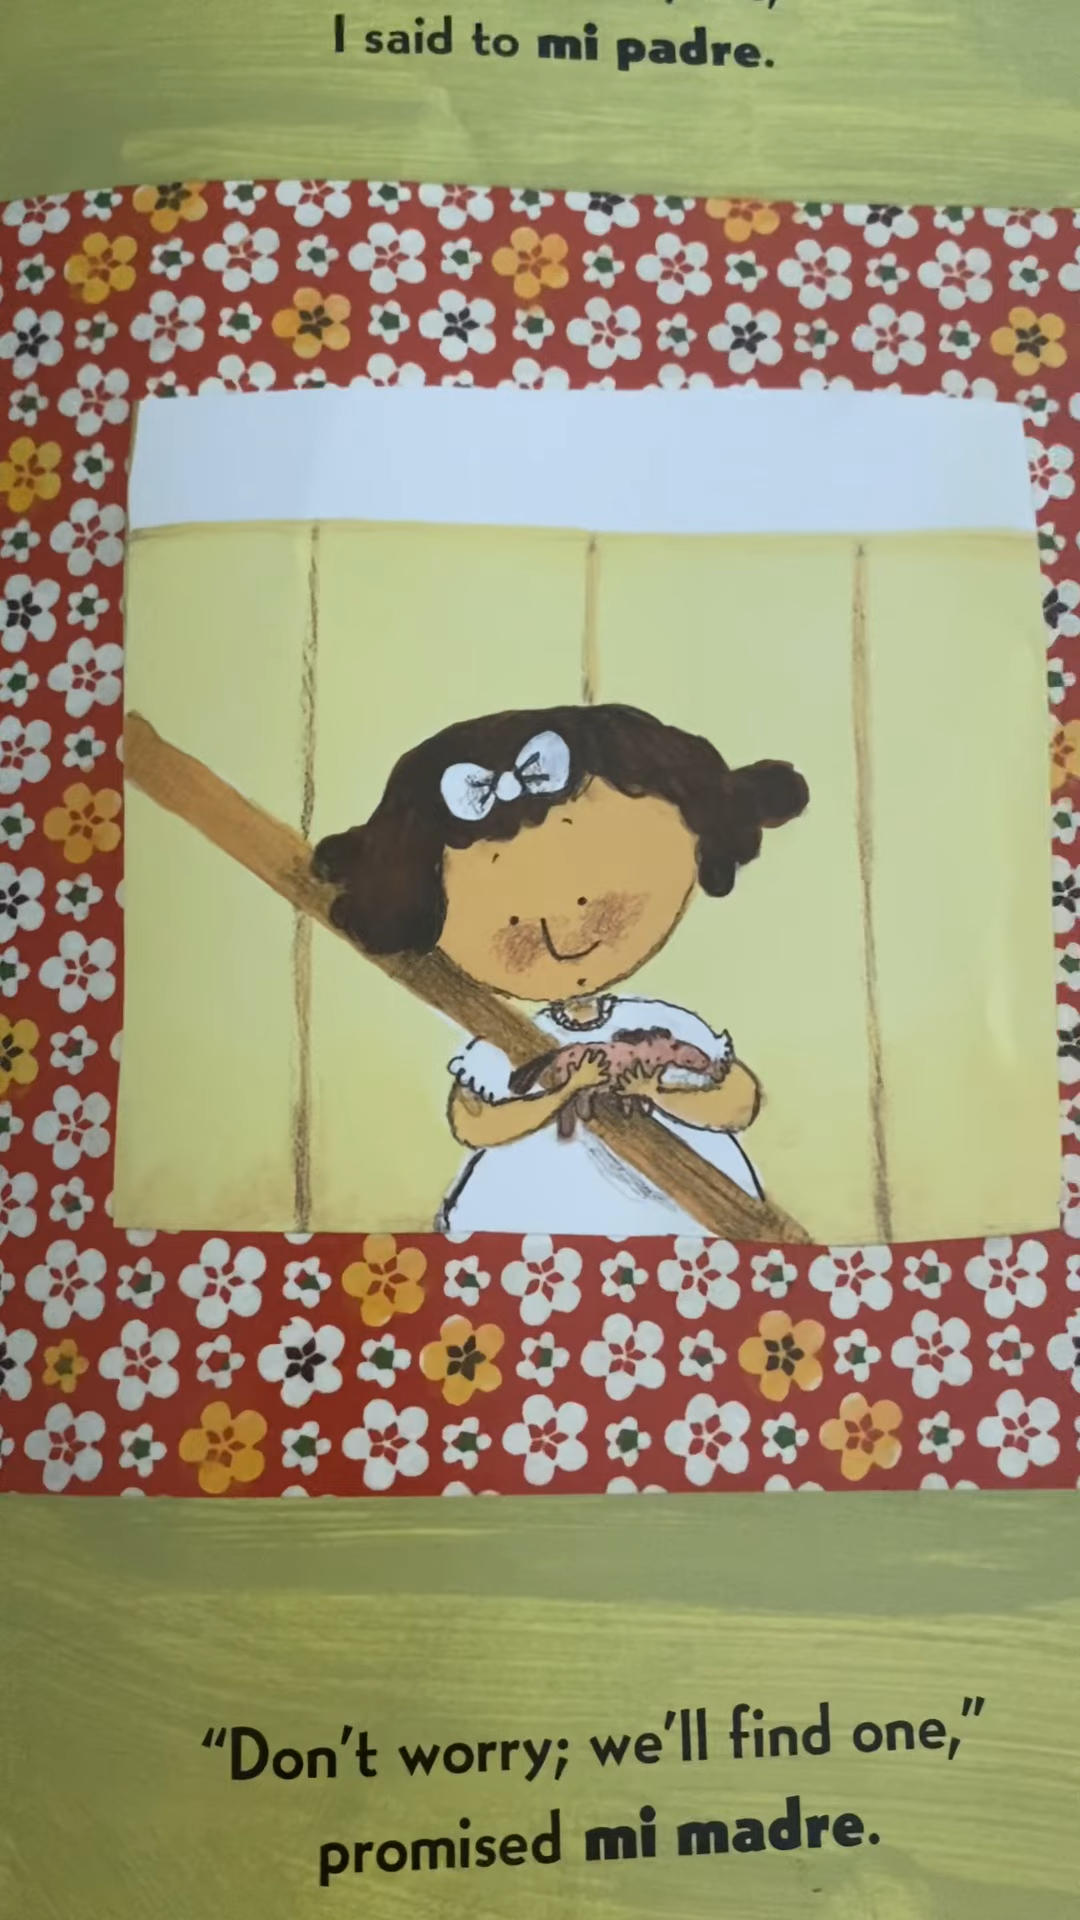 I said to mi padre.
“Don’t worry; we’ll find one,”
promised mi madre.